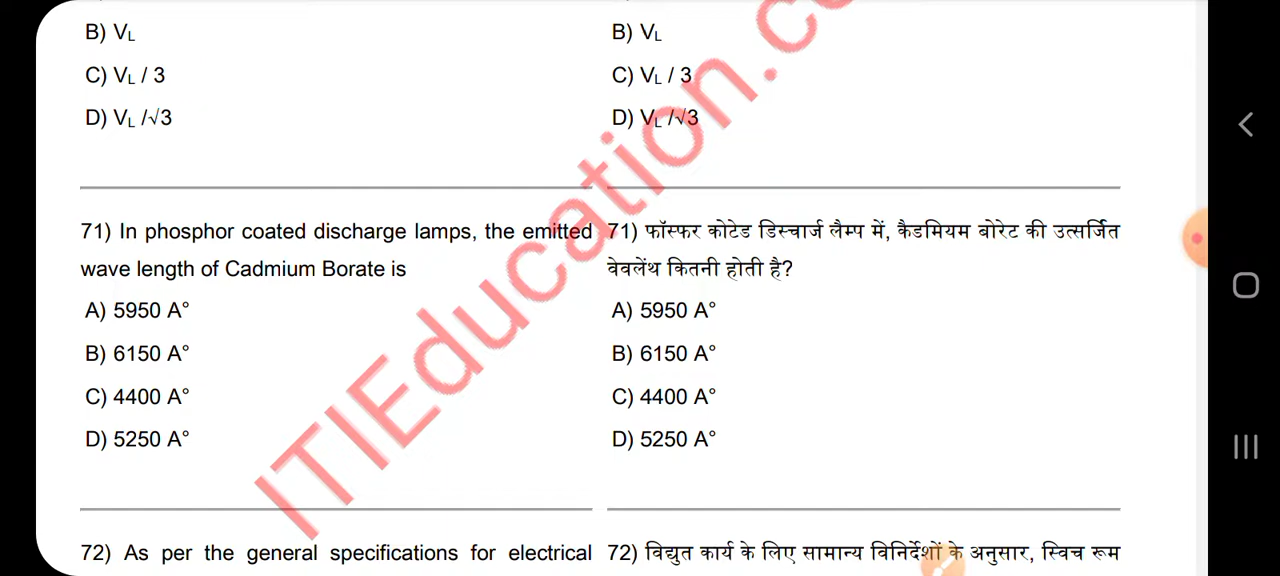 B) VL
C) VL / 3
D) VL /√3
71) In phosphor coated discharge lamps, the emitted
wave length of Cadmium Borate is
A) 5950 A°
B) 6150 A°
C) 4400 A°
D) 5250 A°
72) As per the general specifications for electrical
B) VL
C) VL / 3
D) VL /√3
71) फॉस्फर कोटेड डिस्चार्ज लैम्प में, कैडमियम बोरेट की उत्सर्जित
वेवलेंथ कितनी होती है?
A) 5950 A°
B) 6150 A°
C) 4400 A°
D) 5250 A°
72) विद्युत कार्य के लिए सामान्य विनिर्देशों के अनुसार, स्विच रूम
ITIEducation.co